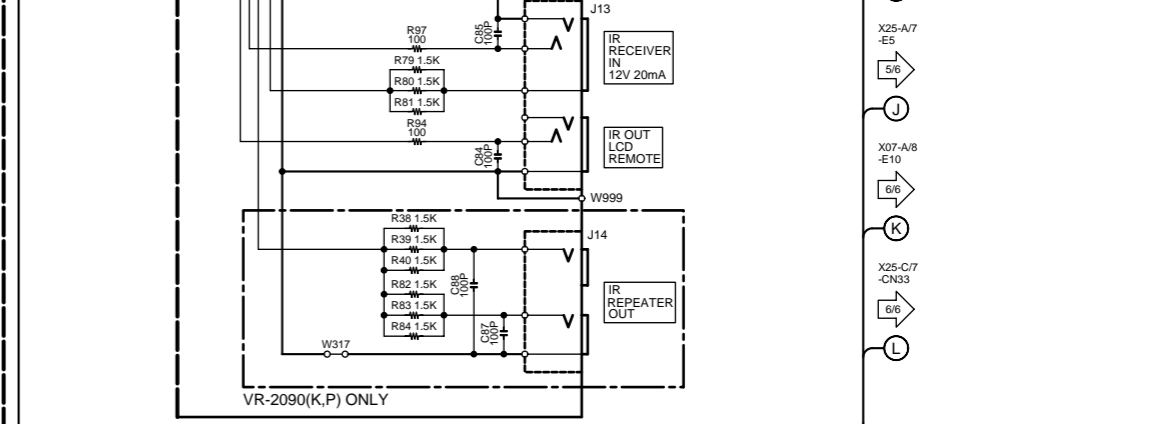 J13
C85
100P
R97
100
IR
RECEIVER
IN
12V 20mA
R79 1.5K
R80 1.5K
R81 1.5K
R94
100
IR OUT
LCD
REMOTE
C84
100P
W999
R38 1.5K
R39 1.5K
R40 1.5K
R82 1.5K
R83 1.5K
R84 1.5K
J14
C88
100P
C87
100P
IR
REPEATER
OUT
W317
VR-2090(K,P) ONLY
X25-A/7
-E5
5/6
J
X07-A/8
-E10
6/6
K
X25-C/7
-CN33
6/6
L